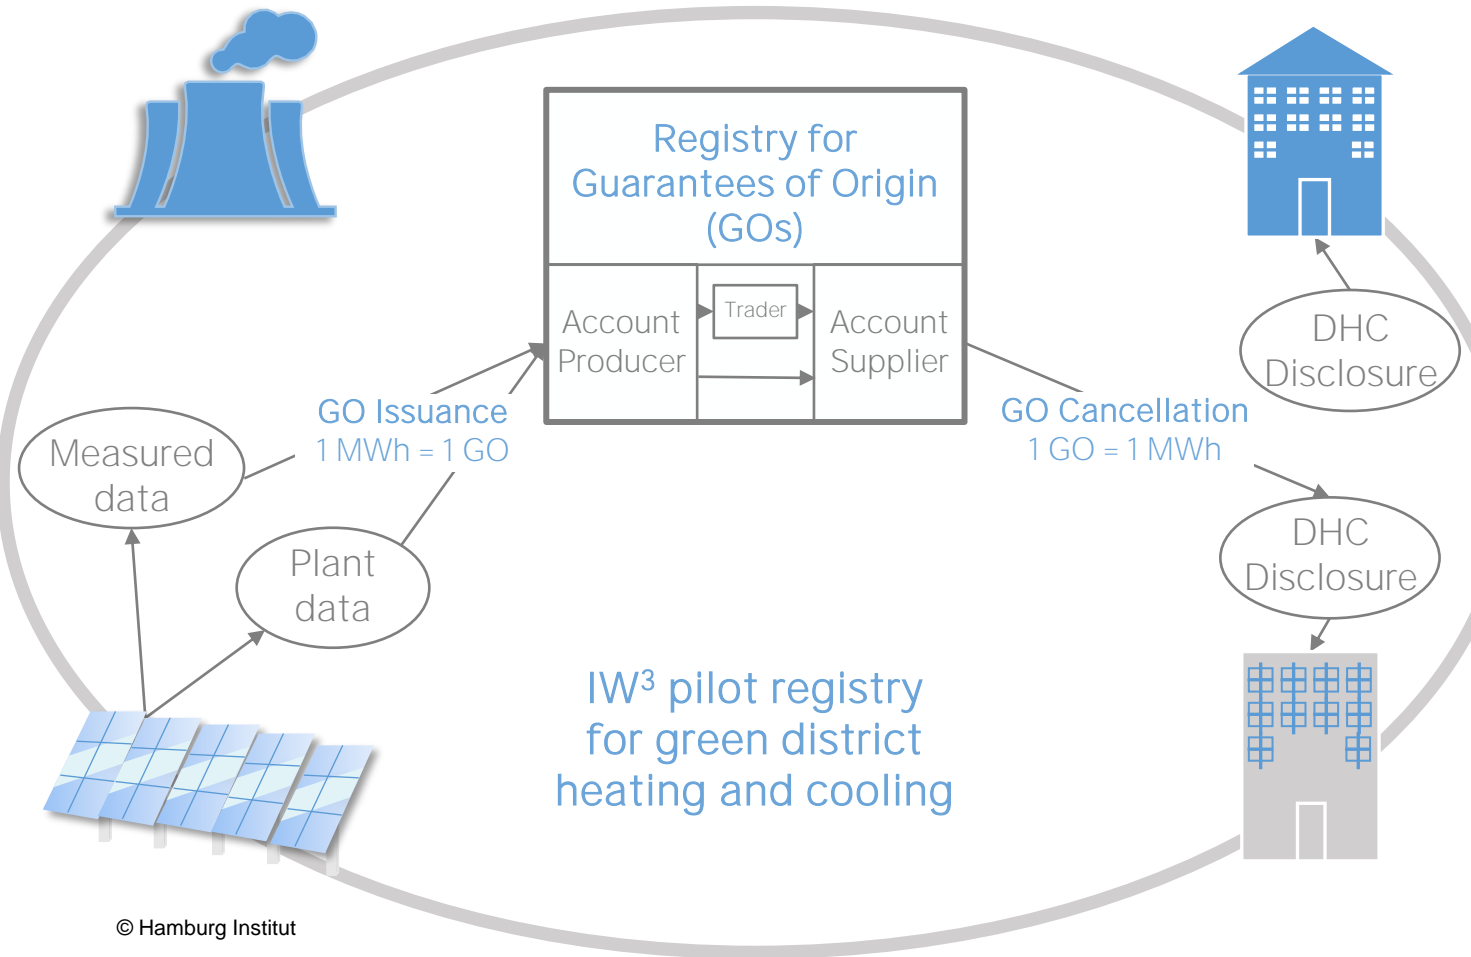 Registry for
Guarantees of Origin
(GOs)
Account
Producer
Trader
Account
Supplier
DHC
Disclosure
GO Issuance
1 MWh = 1 GO
GO Cancellation
1 GO = 1 MWh
Measured
data
Plant
data
DHC
Disclosure
IW³ pilot registry
for green district
heating and cooling
© Hamburg Institut